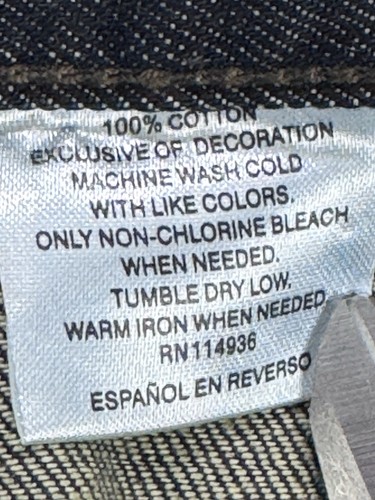 100% COTTON
EXCLUSIVE OF DECORATION
MACHINE WASH COLD
WITH LIKE COLORS.
ONLY NON-CHLORINE BLEACH
WHEN NEEDED.
TUMBLE DRY LOW.
WARM IRON WHEN NEEDED
RN114936
ESPAÑOL EN REVERSO